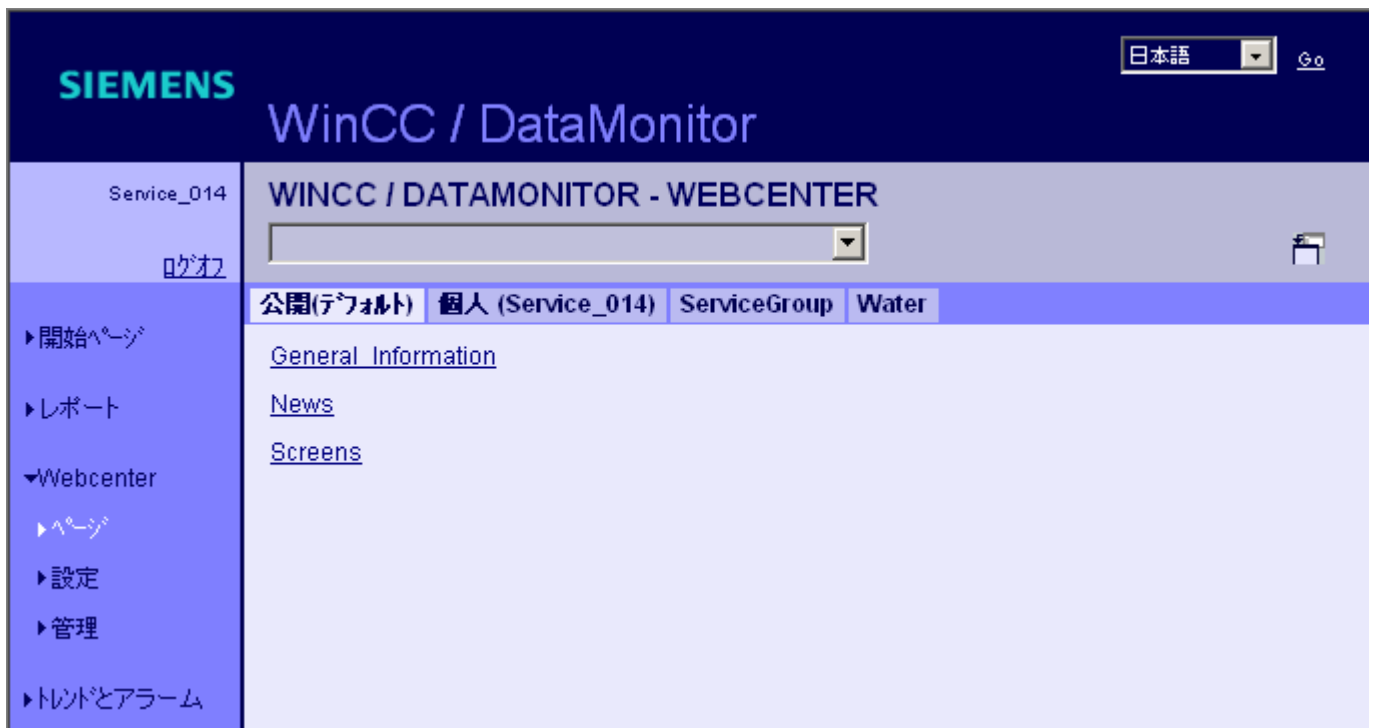 SIEMENS
日本語
Go
WinCC / DataMonitor
Service_014
ログオフ
WINCC / DATAMONITOR - WEBCENTER
公開(デフォルト) 個人 (Service_014) ServiceGroup Water
開始ページ
レポート
Webcenter
ページ
設定
管理
トレンドとアラーム
General Information
News
Screens